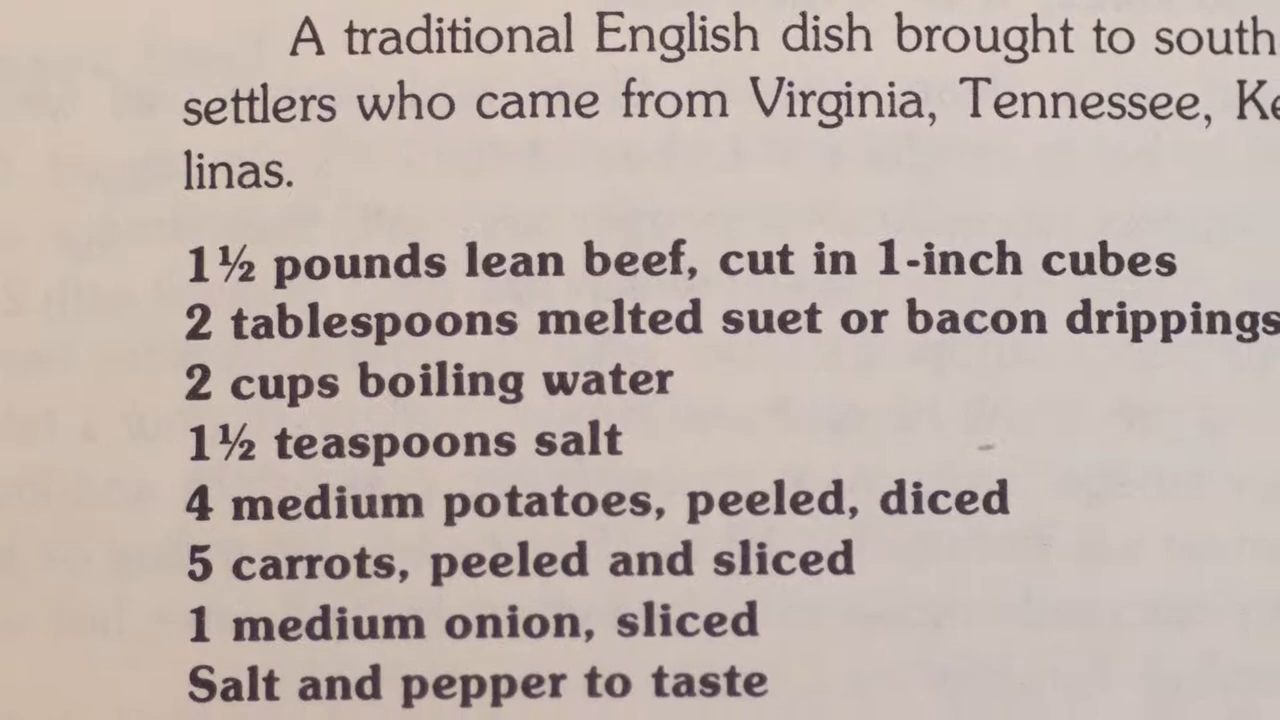 A traditional English dish brought to south
settlers who came from Virginia, Tennessee, Ke
linas.
1½ pounds lean beef, cut in 1-inch cubes
2 tablespoons melted suet or bacon drippings
2 cups boiling water
1½ teaspoons salt
4 medium potatoes, peeled, diced
5 carrots, peeled and sliced
1 medium onion, sliced
Salt and pepper to taste